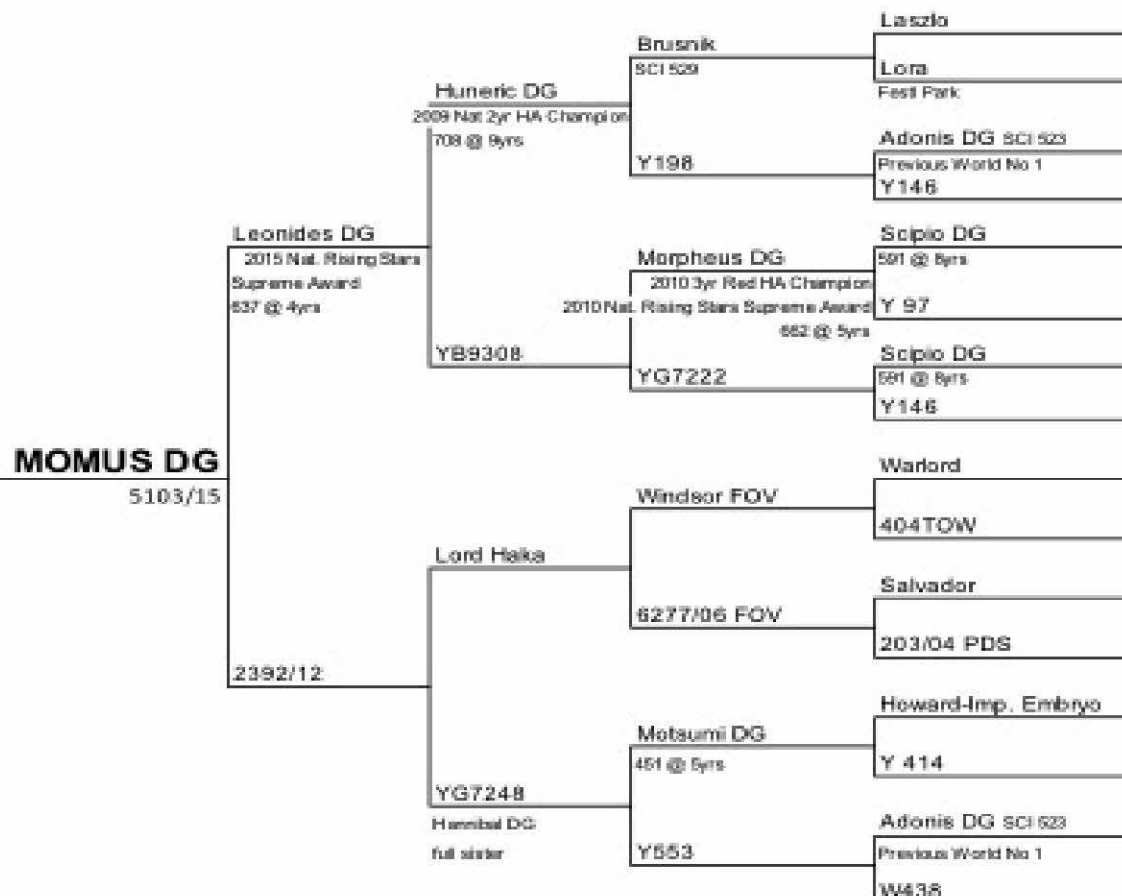 Laszlo
Brusnik
SCI 529
Lora
Festl Park
Huneric DG
2009 Nat 2yr HA Champion
708 @ 9yrs
Adonis DG SCI 523
Previous World No 1
Y198
Y146
Leonides DG
2015 Nat. Rising Stars
Supreme Award
637 @ 4yrs
Scipio DG
591 @ 8yrs
Morpheus DG
2010 3yr Red HA Champion
2010 Nat. Rising Stars Supreme Award
662 @ 5yrs
Y 97
YB9308
Scipio DG
591 @ 8yrs
YG7222
Y146
MOMUS DG
5103/15
Warlord
Windsor FOV
404TOW
Lord Haka
Salvador
6277/06 FOV
203/04 PDS
2392/12
Howard-Imp. Embryo
Motsumi DG
451 @ 5yrs
Y 414
YG7248
Hannibal DG
full sister
Adonis DG SCI 523
Previous World No 1
Y553
W438